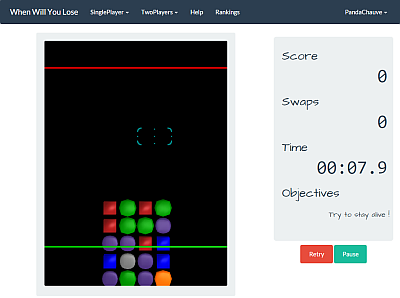 When Will You Lose
SinglePlayer
TwoPlayers
Help
Rankings
PandaChauve
Score
0
Swaps
0
Time
00:07.9
Objectives
Try to stay alive !
Retry
Pause